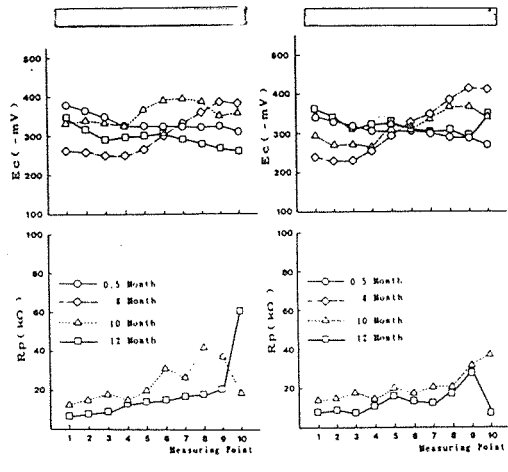 500
400
300
200
100
Ec(-mV)
500
400
300
200
100
Ec(-mV)
100
80
60
40
20
Rp(kΩ)
0.5 Month
4 Month
10 Month
12 Month
1 2 3 4 5 6 7 8 9 10
Measuring Point
100
80
60
40
20
Rp(kΩ)
0 5 Month
4 Month
10 Month
12 Month
1 2 3 4 5 6 7 8 9 10
Measuring Point